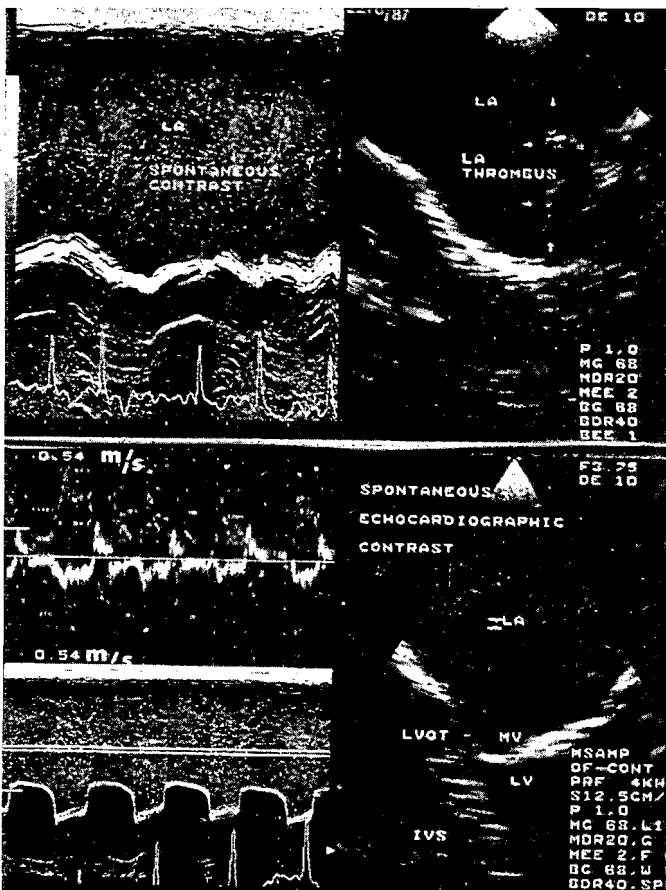 DE 10
LA
SPONTANEOUS
CONTRAST
LA
LA
THROMBUS
P 1.0
MG 68
MDR20
MEE 2
BG 68
BDR40
BEE 1
0.54 m/s
0.54 m/s
F3.75
DE 10
SPONTANEOUS
ECHOCARDIOGRAPHIC
CONTRAST
LA
LVOT
MV
LV
IVS
MSAMP
OF-CONT
PRF 4KH
S12.5CM/
P 1.0
MG 68
MDR20.G
MEE 2.F
BG 68.W
BDR40.SP